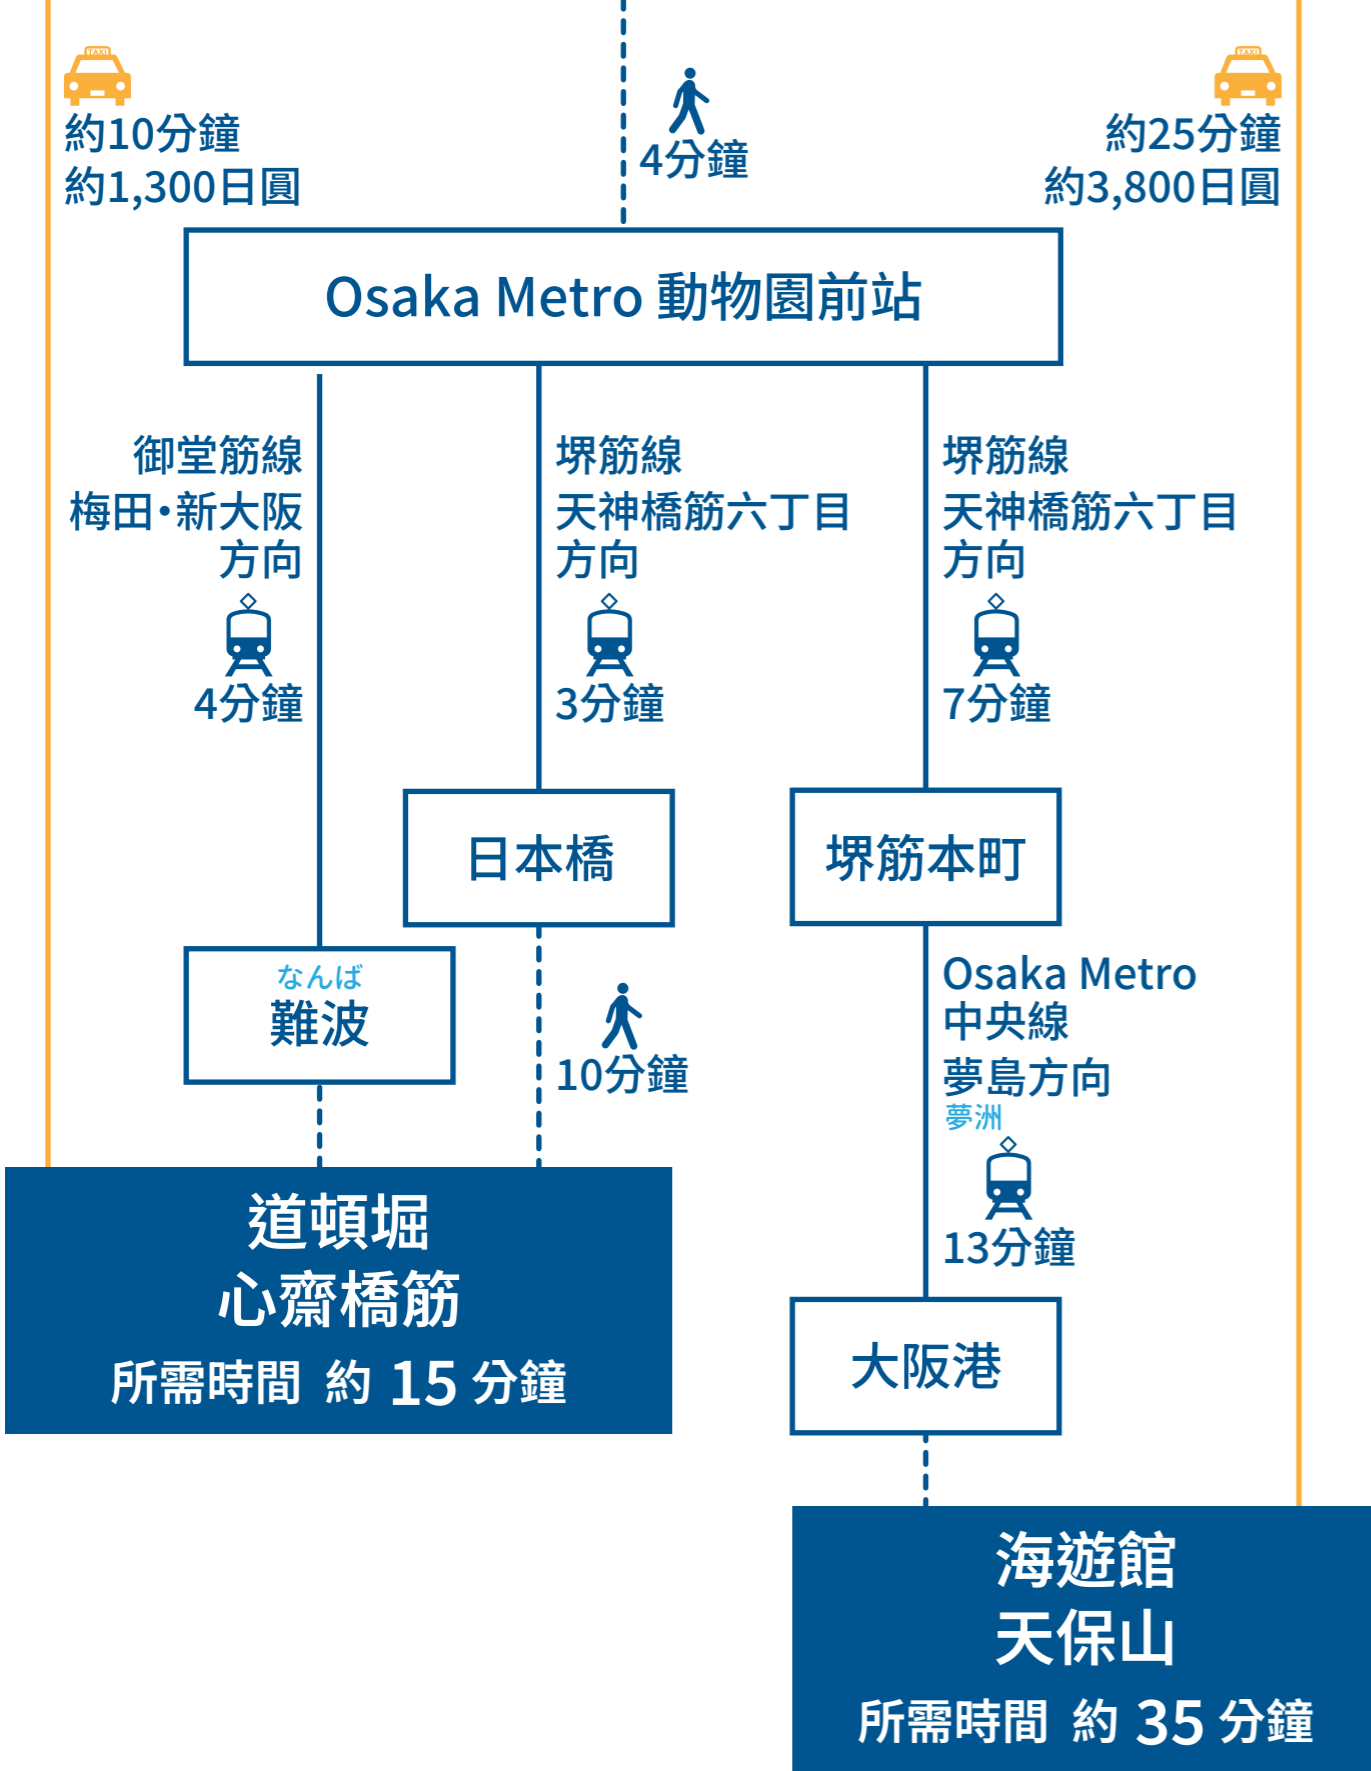 TAXI
約10分鐘
約1,300日圓
4分鐘
TAXI
約25分鐘
約3,800日圓
Osaka Metro 動物園前站
御堂筋線
梅田・新大阪
方向
4分鐘
堺筋線
天神橋筋六丁目
方向
3分鐘
堺筋線
天神橋筋六丁目
方向
7分鐘
日本橋
堺筋本町
なんば
難波
10分鐘
Osaka Metro
中央線
夢島方向
夢洲
13分鐘
道頓堀
心齋橋筋
所需時間 約 15 分鐘
大阪港
海遊館
天保山
所需時間 約 35 分鐘